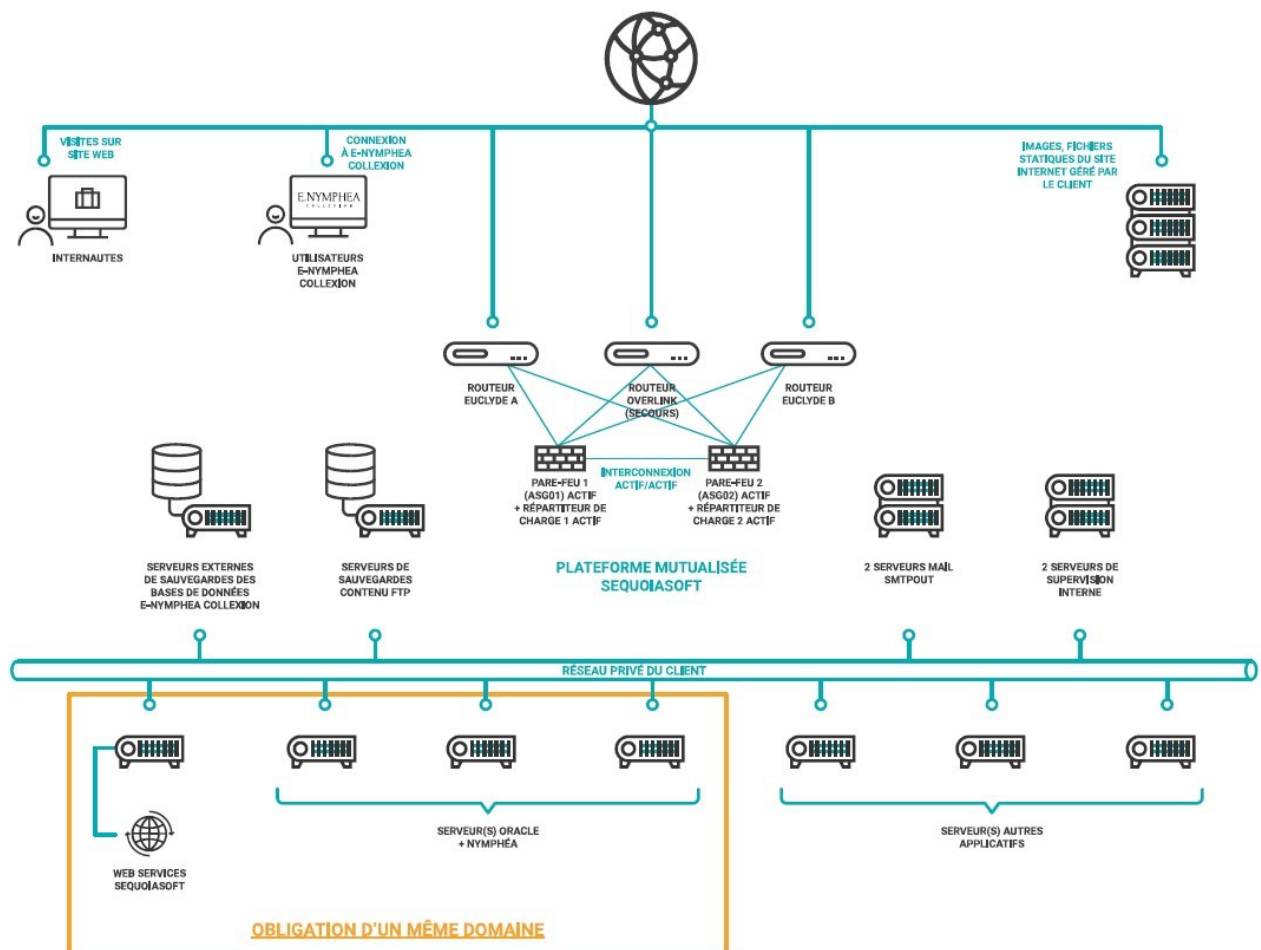 VISITES SUR
SITE WEB
CONNEXION
À E-NYMPHEA
COLLEXION
IMAGES, FICHIERS
STATIQUES DU SITE
INTERNET GÉRÉ PAR
LE CLIENT
E.NYMPHEA
COLLEXION
INTERNAUTES
UTILISATEURS
E-NYMPHEA
COLLEXION
ROUTEUR
EUCLYDE A
ROUTEUR
OVERLINK
(SECOURS)
ROUTEUR
EUCLYDE B
INTERCONNEXION
ACTIF/ACTIF
PARE-FEU 1
(ASG01) ACTIF
+ RÉPARTITEUR DE
CHARGE 1 ACTIF
PARE-FEU 2
(ASG02) ACTIF
+ RÉPARTITEUR DE
CHARGE 2 ACTIF
PLATEFORME MUTUALISÉE
SEQUOIASOFT
SERVEURS EXTERNES
DE SAUVEGARDES DES
BASES DE DONNÉES
E-NYMPHEA COLLEXION
SERVEURS DE
SAUVEGARDES
CONTENU FTP
2 SERVEURS MAIL
SMTPOUT
2 SERVEURS DE
SUPERVISION
INTERNE
RÉSEAU PRIVÉ DU CLIENT
SERVEUR(S) ORACLE
+ NYMPHÉA
SERVEUR(S) AUTRES
APPLICATIFS
WEB SERVICES
SEQUOIASOFT
OBLIGATION D'UN MÊME DOMAINE